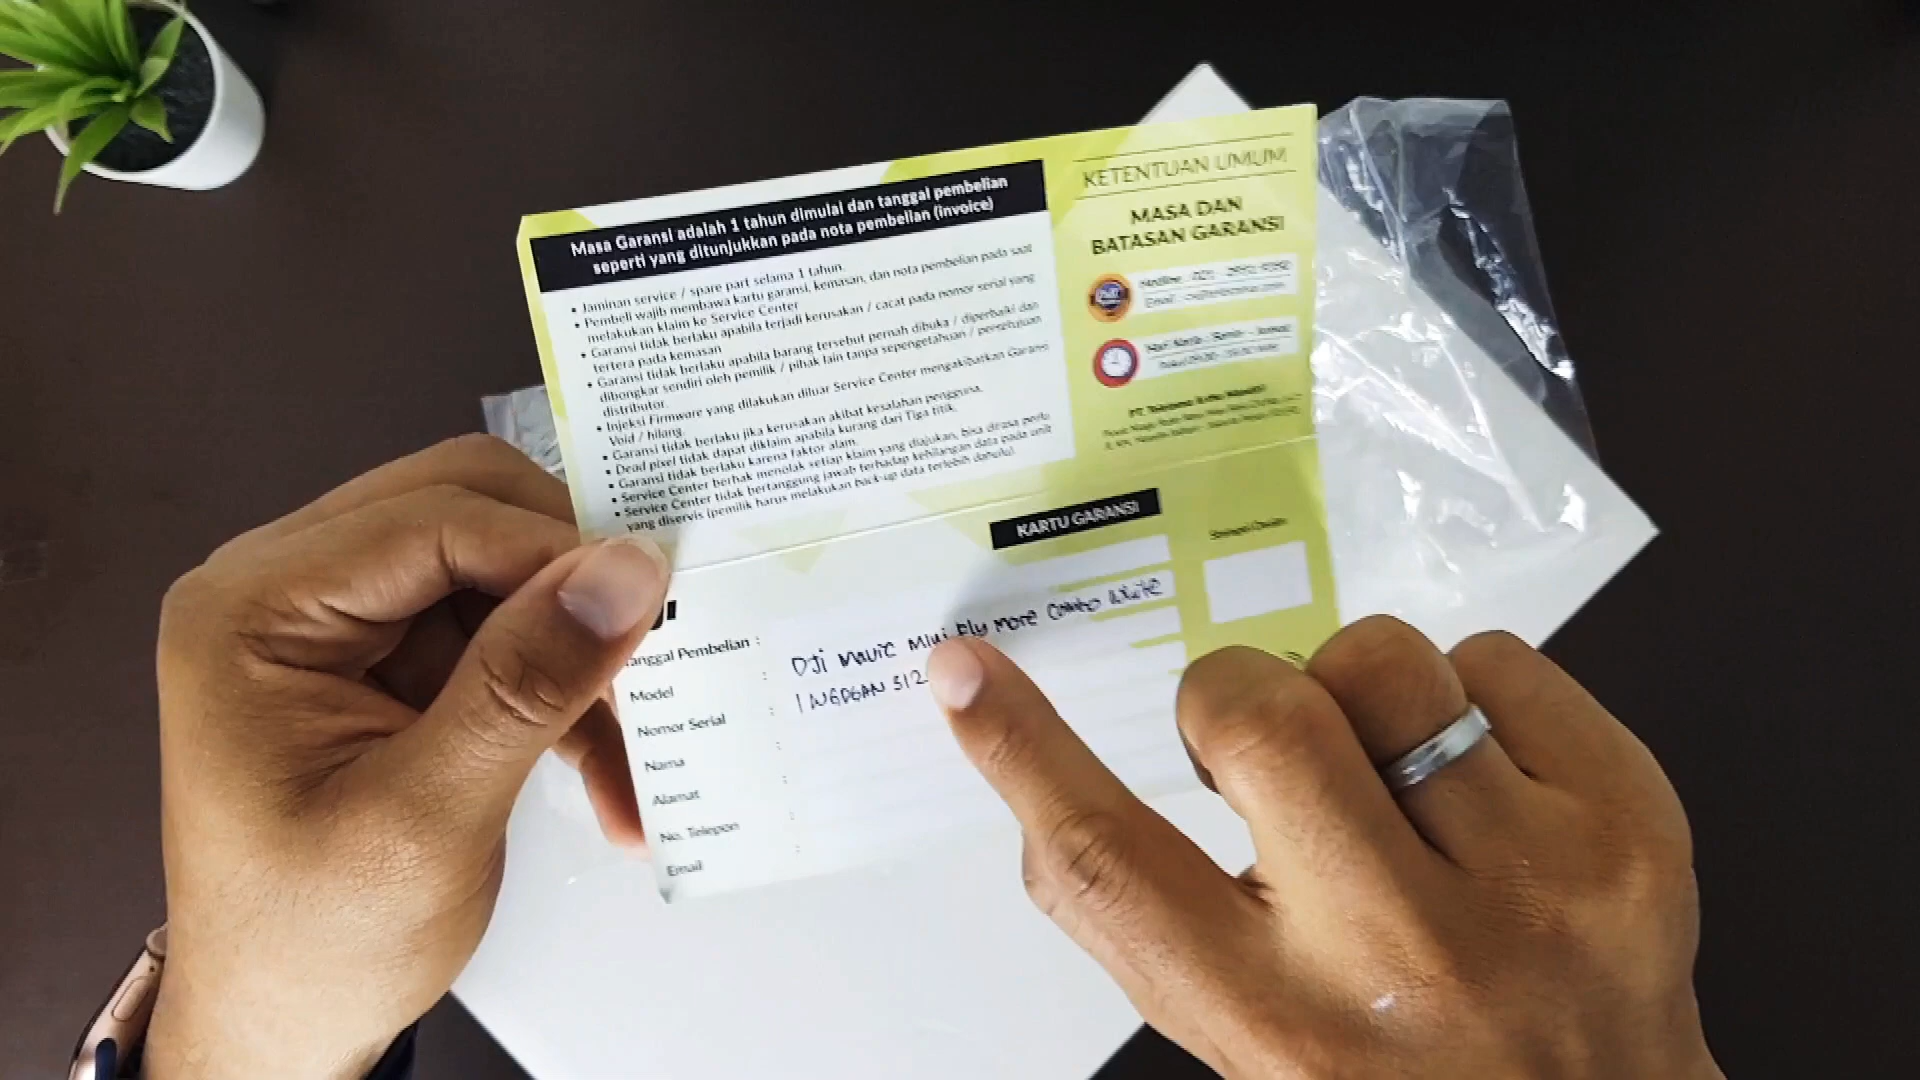 Masa Garansi adalah 1 tahun dimulai dan tanggal pembelian
seperti yang ditunjukkan pada nota pembelian (invoice)
• Jaminan service / spare part selama 1 tahun.
• Pembeli wajib membawa kartu garansi, kemasan, dan nota pembelian pada saat
melakukan klaim ke Service Center
• Garansi tidak berlaku apabila terjadi kerusakan / cacat pada nomor serial yang
tertera pada kemasan
• Garansi tidak berlaku apabila barang tersebut pernah dibuka / diperbaiki dan
dibongkar sendiri oleh pemilik / pihak lain tanpa sepengetahuan / persetujuan
distributor.
• Injeksi Firmware yang dilakukan diluar Service Center mengakibatkan Garansi
Void / hilang.
• Garansi tidak berlaku jika kerusakan akibat kesalahan pengguna.
• Dead pixel tidak dapat diklaim apabila kurang dari Tiga titik.
• Garansi tidak berlaku karena faktor alam.
• Service Center berhak menolak setiap klaim yang diajukan, bisa dirasa perlu
• Service Center tidak bertanggung jawab terhadap kehilangan data pada unit
yang diservis (pemilik harus melakukan back-up data terlebih dahulu).
KETENTUAN UMUM
MASA DAN
BATASAN GARANSI
Hotline : 021 -
Email :
Hari Kerja : Senin - Jumat
KARTU GARANSI
Tanggal Pembelian :
Model : DJi Mavic Mini Fly More Combo White
Nomor Serial :
Nama :
Alamat :
No. Telepon :
Email :